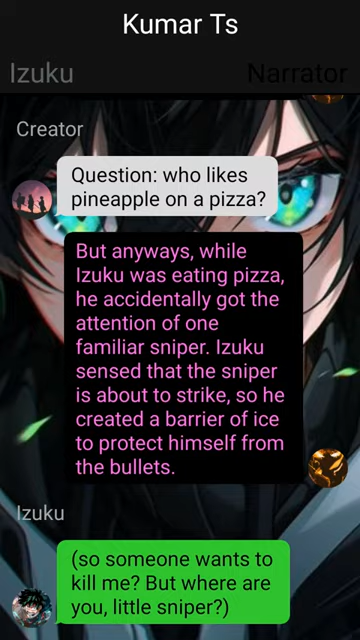 Kumar Ts
Izuku
Narrator
Creator
Question: who likes
pineapple on a pizza?
But anyways, while
Izuku was eating pizza,
he accidentally got the
attention of one
familiar sniper. Izuku
sensed that the sniper
is about to strike, so he
created a barrier of ice
to protect himself from
the bullets.
Izuku
(so someone wants to
kill me? But where are
you, little sniper?)